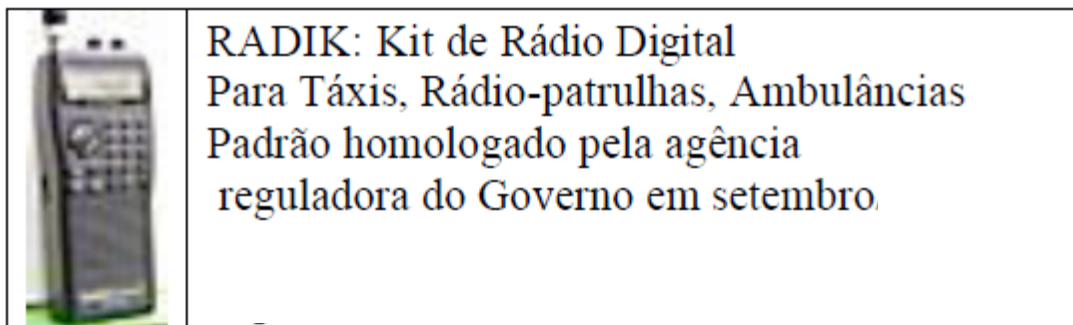 RADIK: Kit de Rádio Digital
Para Táxis, Rádio-patrulhas, Ambulâncias
Padrão homologado pela agência
reguladora do Governo em setembro.